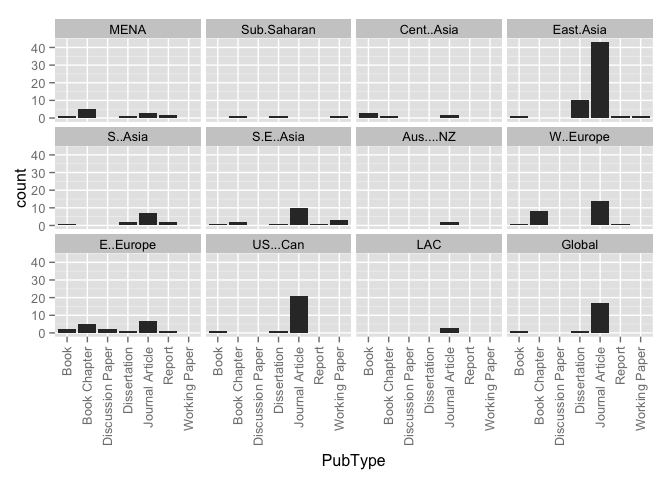 MENA Sub.Saharan Cent..Asia East.Asia
40
30
20
10
0
S..Asia S.E..Asia Aus....NZ W..Europe
40
30
20
10
0
E..Europe US...Can LAC Global
40
30
20
10
0
count
Book Book Chapter Discussion Paper Dissertation Journal Article Report Working Paper Book Book Chapter Discussion Paper Dissertation Journal Article Report Working Paper Book Book Chapter Discussion Paper Dissertation Journal Article Report Working Paper Book Book Chapter Discussion Paper Dissertation Journal Article Report Working Paper
PubType